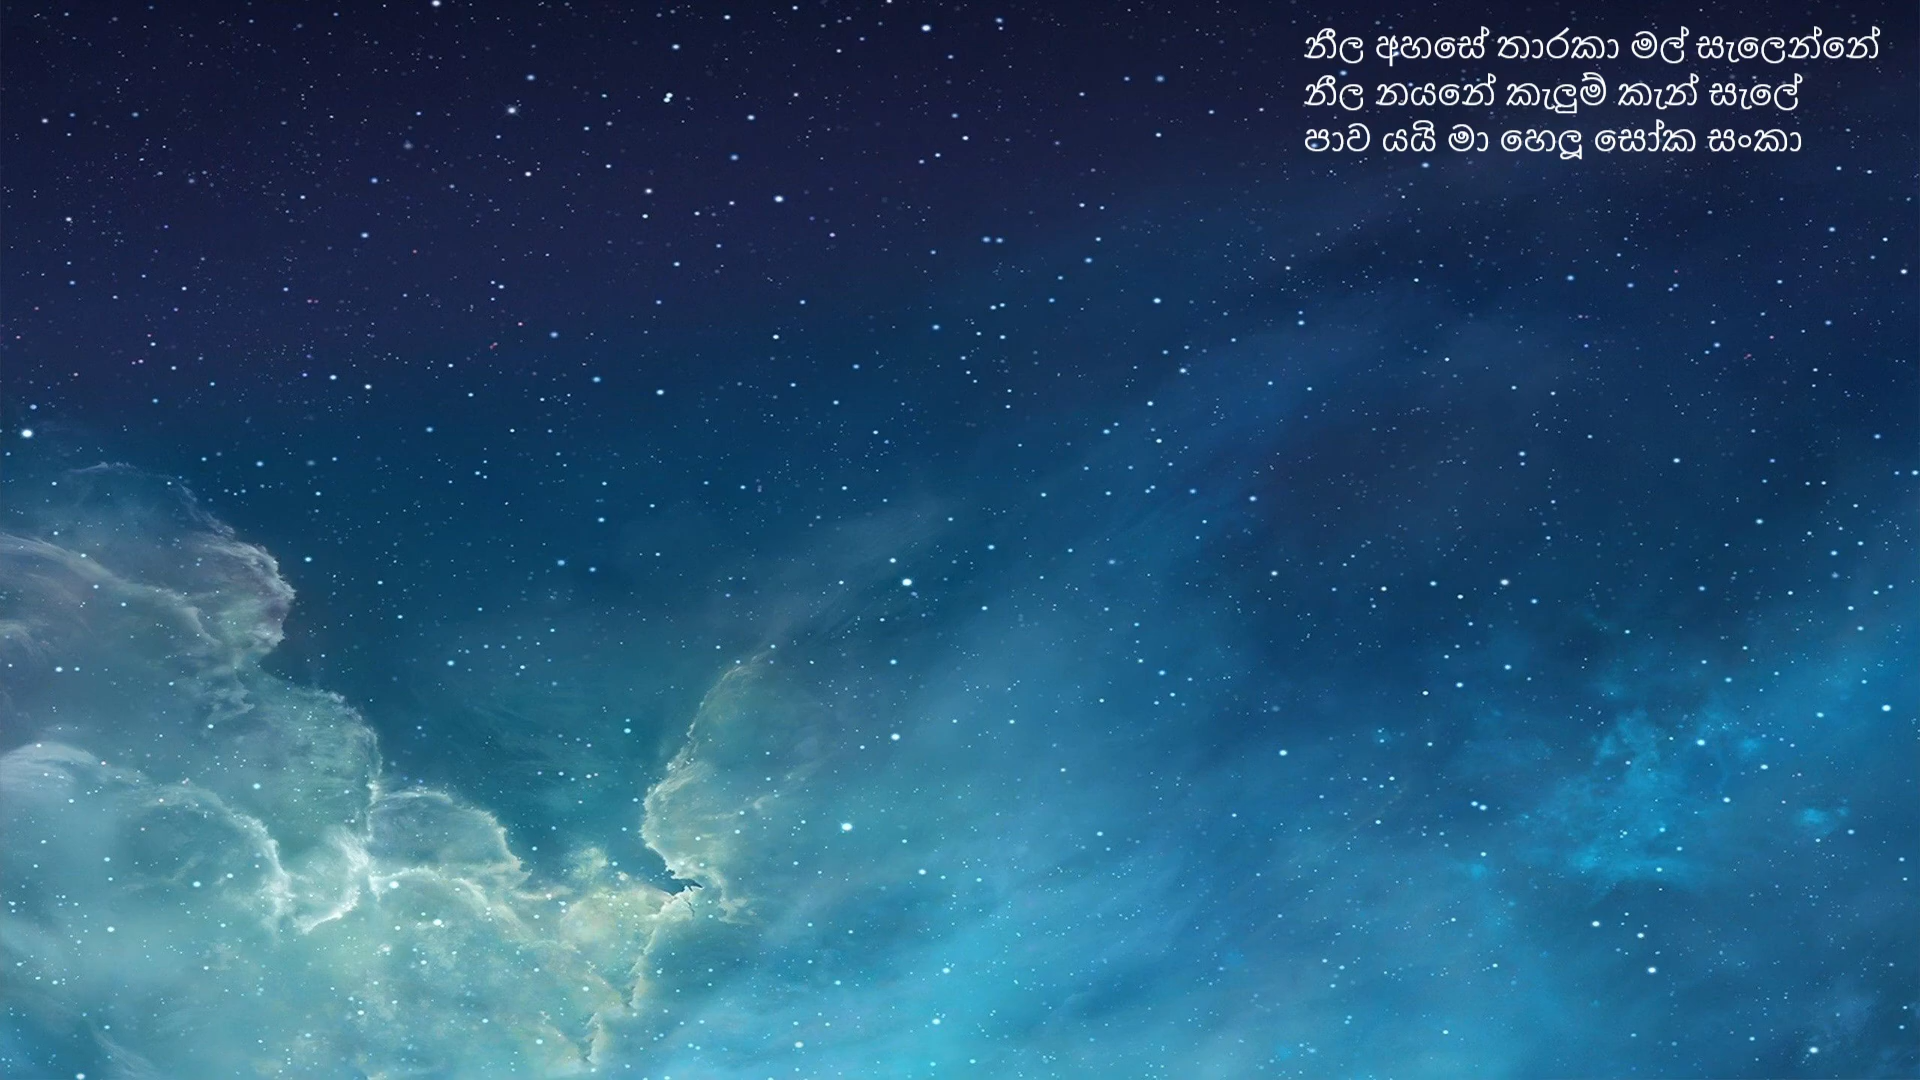 නීල අහසේ තාරකා මල් සැලෙන්නේ
නීල නයනේ කැලුම් කැන් සැලේ
පාව යයි මා හෙලූ සෝක සංකා